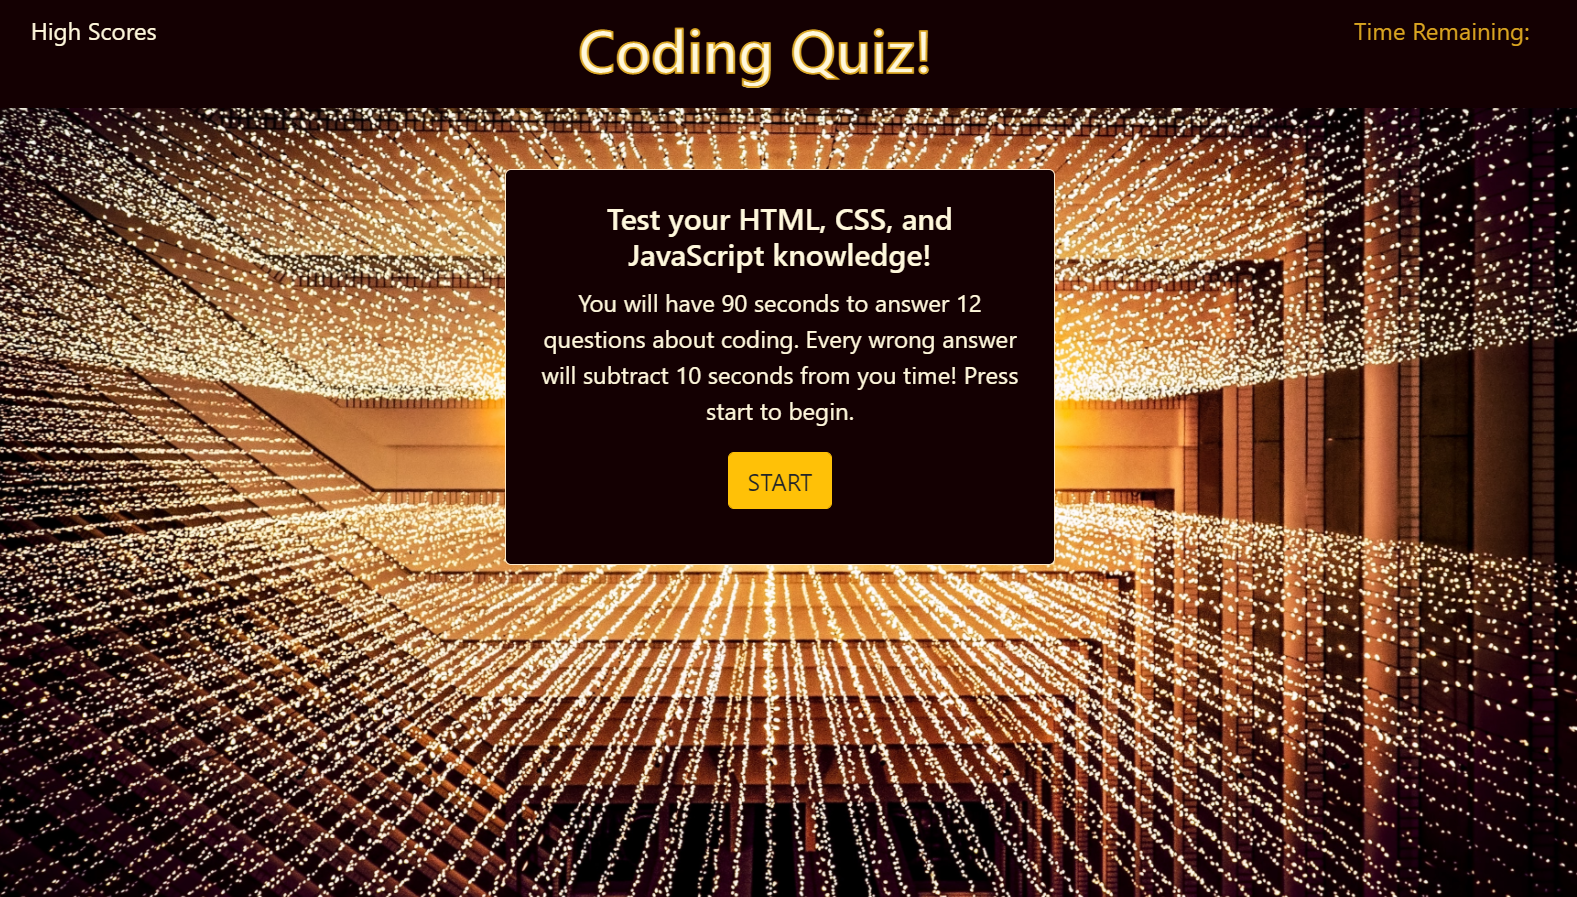 High Scores
Coding Quiz!
Time Remaining:
Test your HTML, CSS, and
JavaScript knowledge!
You will have 90 seconds to answer 12
questions about coding. Every wrong answer
will subtract 10 seconds from you time! Press
start to begin.
START